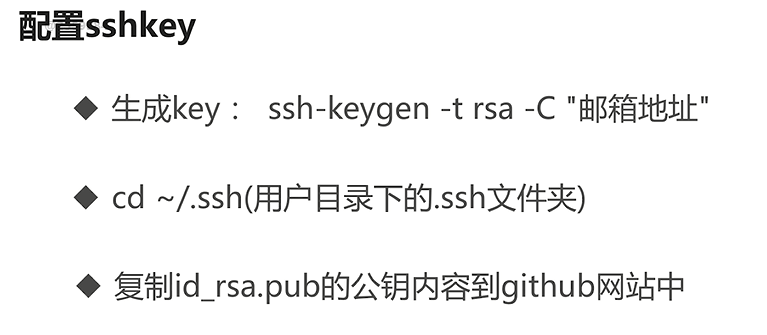 配置sshkey
◆ 生成key： ssh-keygen -t rsa -C "邮箱地址"
◆ cd ~/.ssh(用户目录下的.ssh文件夹)
◆ 复制id_rsa.pub的公钥内容到github网站中